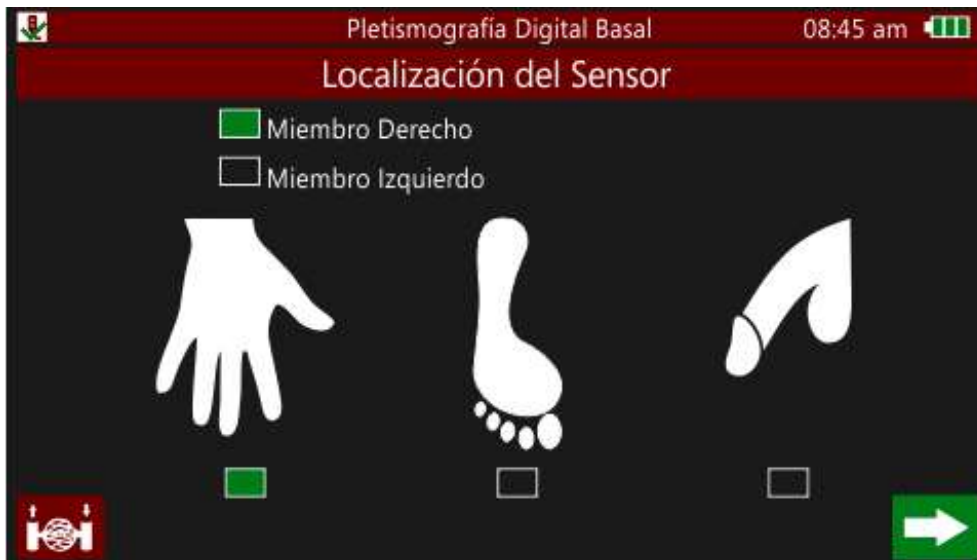 Pletismografía Digital Basal 08:45 am
Localización del Sensor
Miembro Derecho
Miembro Izquierdo